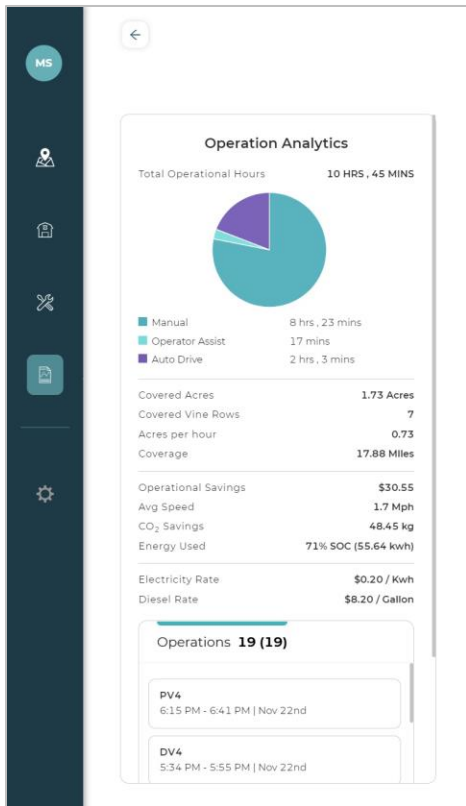 MS
Operation Analytics
Total Operational Hours 10 HRS , 45 MINS
Manual 8 hrs , 23 mins
Operator Assist 17 mins
Auto Drive 2 hrs , 3 mins
Covered Acres 1.73 Acres
Covered Vine Rows 7
Acres per hour 0.73
Coverage 17.88 Miles
Operational Savings $30.55
Avg Speed 1.7 Mph
CO₂ Savings 48.45 kg
Energy Used 71% SOC (55.64 kwh)
Electricity Rate $0.20 / Kwh
Diesel Rate $8.20 / Gallon
Operations 19 (19)
PV4
6:15 PM - 6:41 PM | Nov 22nd
DV4
5:34 PM - 5:55 PM | Nov 22nd